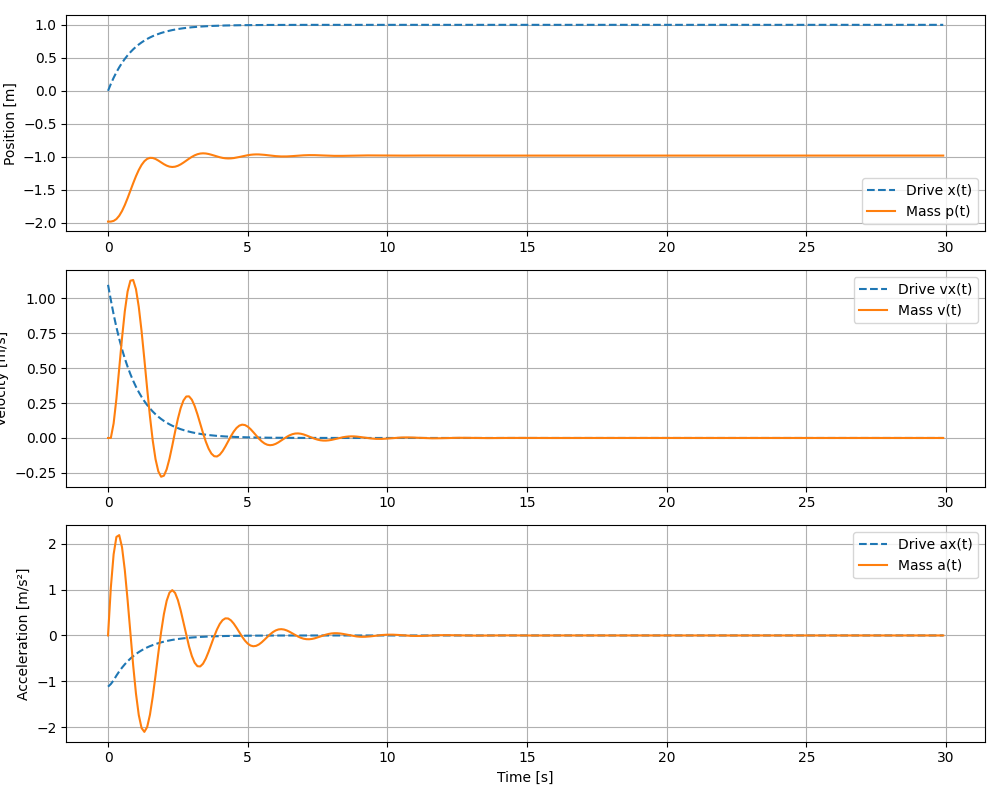 1.0
0.5
0.0
−0.5
−1.0
−1.5
−2.0
Position [m]
Drive x(t)
Mass p(t)
0 5 10 15 20 25 30
1.00
0.75
0.50
0.25
0.00
−0.25
Velocity [m/s]
Drive vx(t)
Mass v(t)
0 5 10 15 20 25 30
2
1
0
−1
−2
Acceleration [m/s²]
Drive ax(t)
Mass a(t)
0 5 10 15 20 25 30
Time [s]